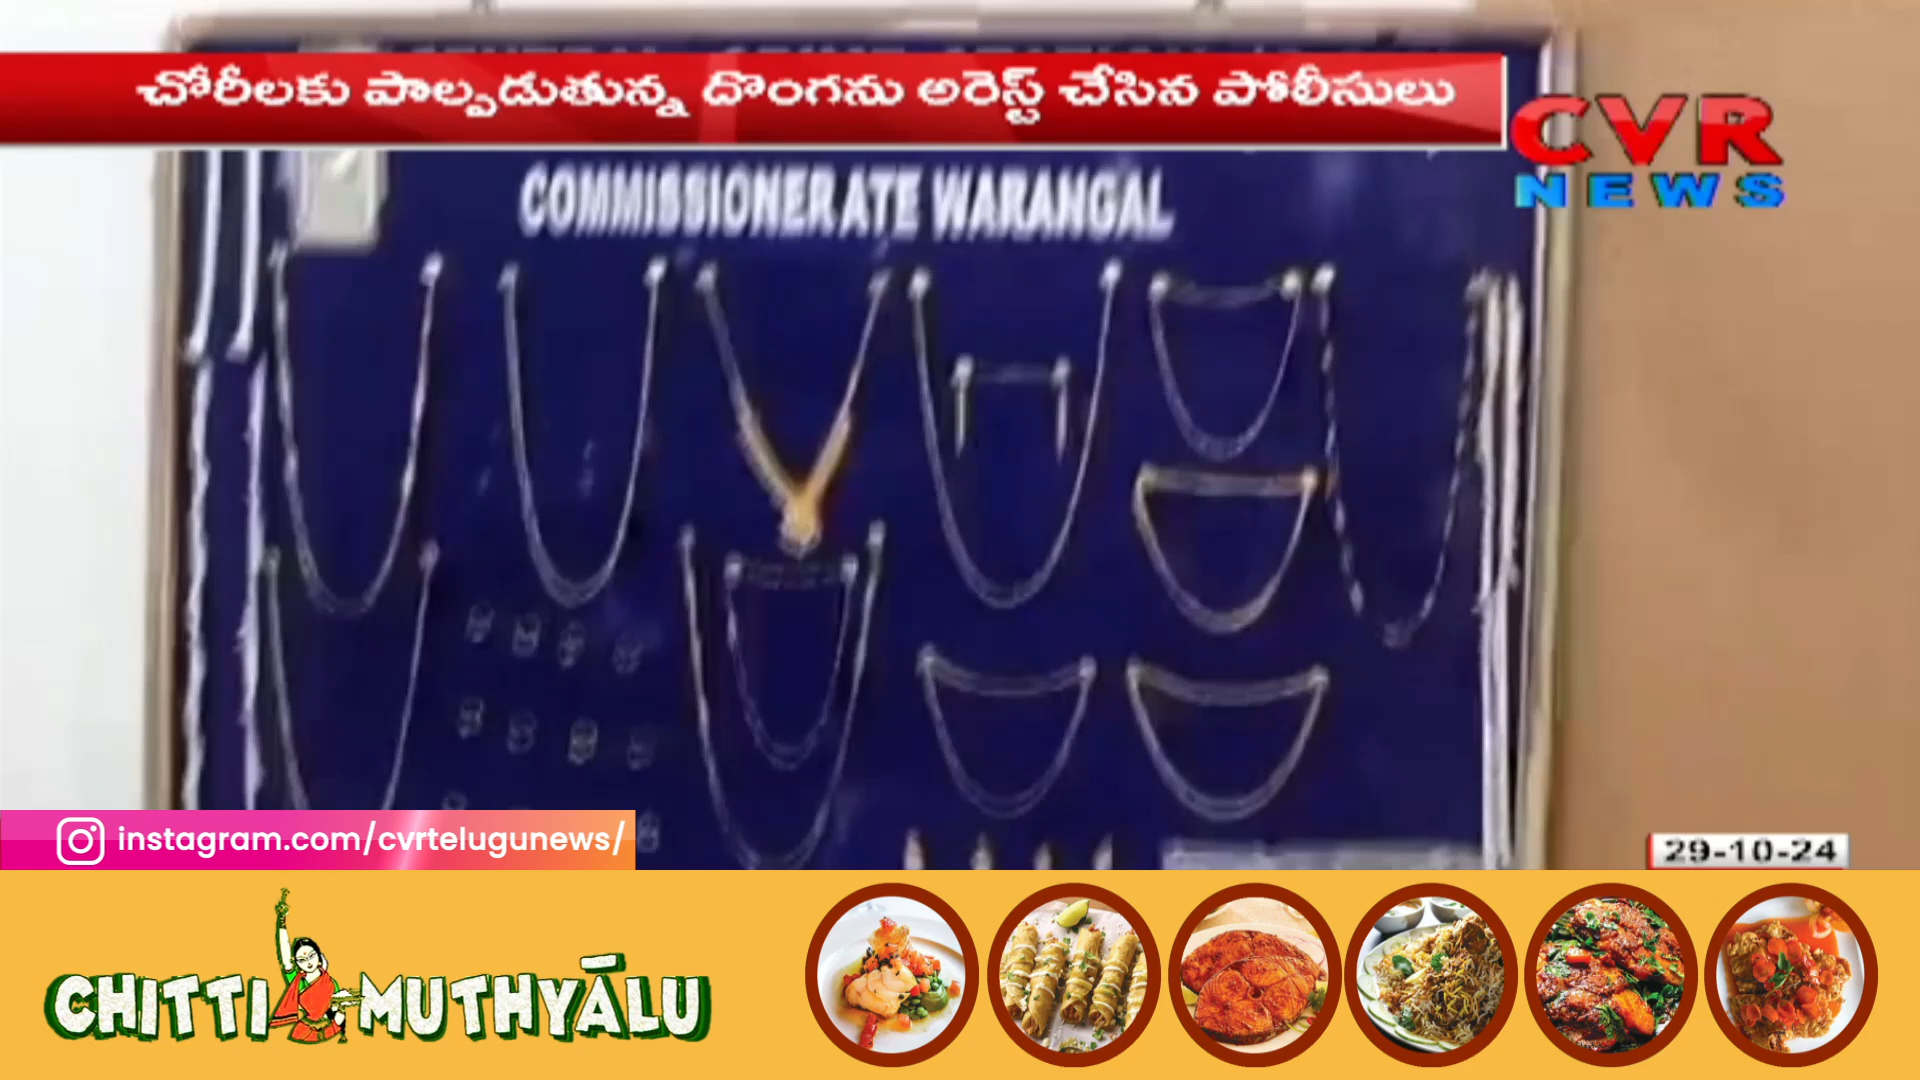 చోరీలకు పాల్పడుతున్న దొంగను అరెస్ట్ చేసిన పోలీసులు
CVR
NEWS
COMMISSIONERATE WARANGAL
instagram.com/cvrtelugunews/
29-10-24
CHITTI MUTHYĀLU